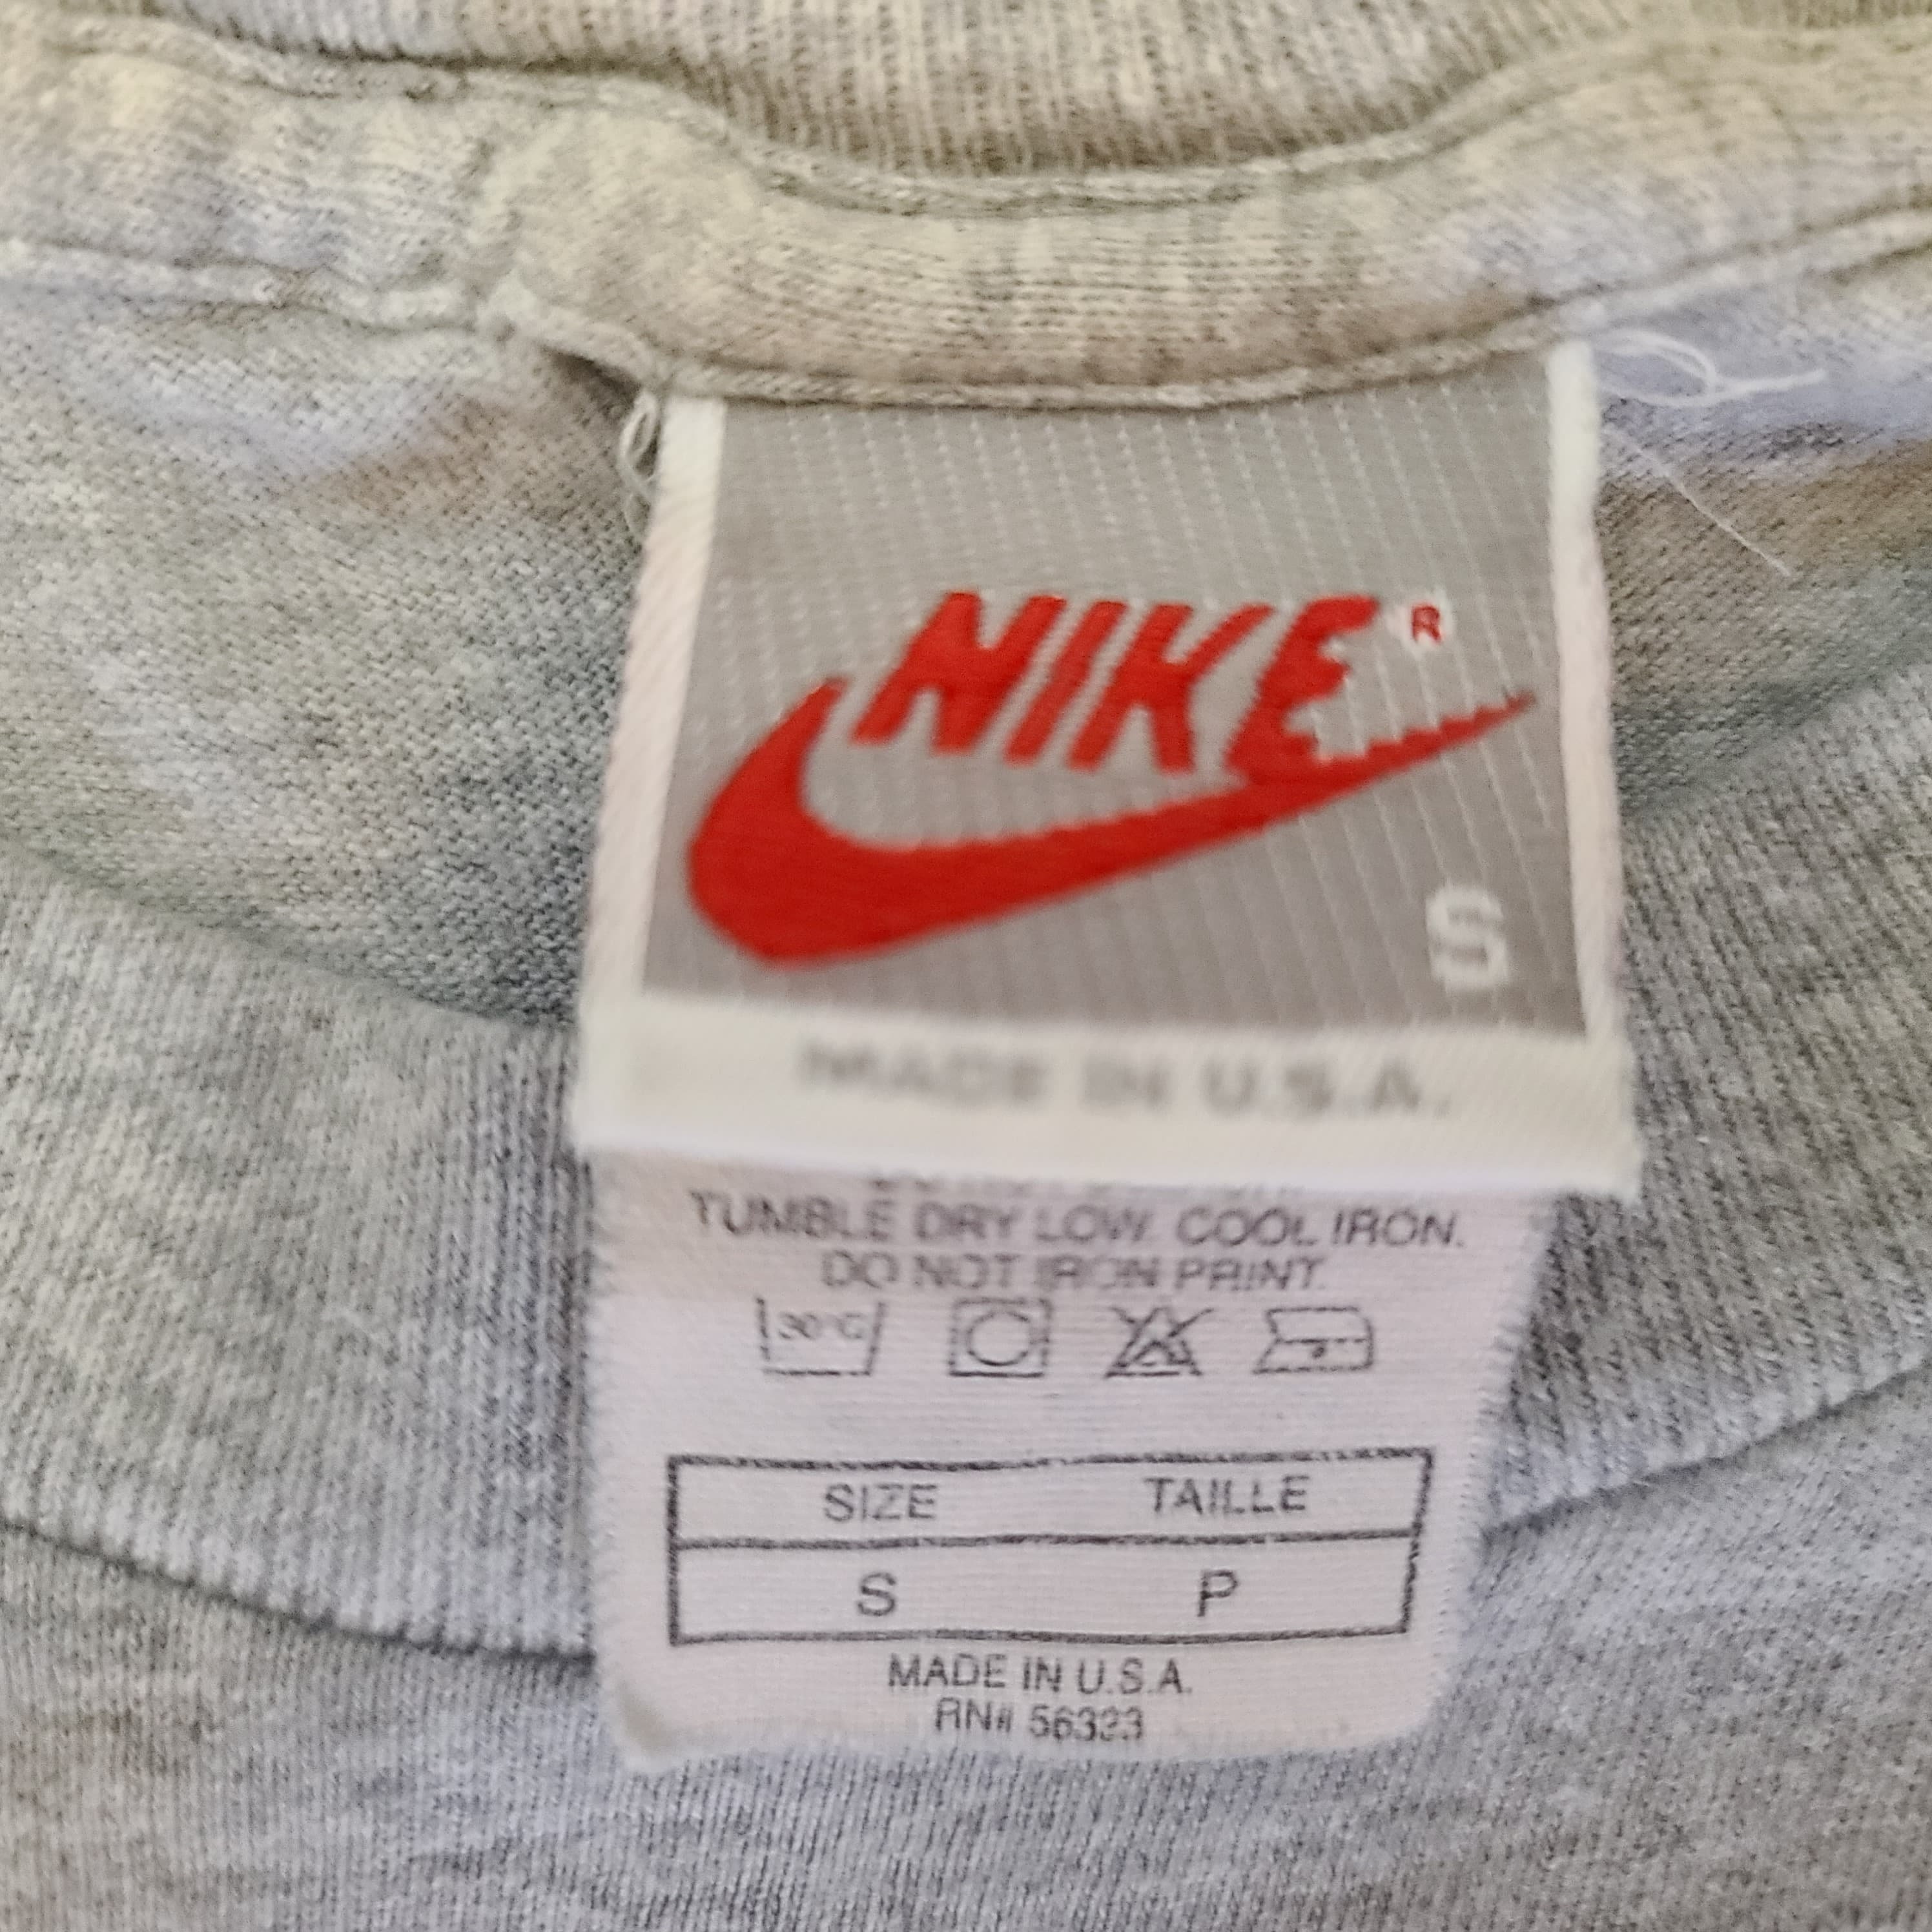 NIKE®
S
MADE IN U.S.A.
TUMBLE DRY LOW. COOL IRON.
DO NOT IRON PRINT.
30°C
SIZE TAILLE
S P
MADE IN U.S.A.
RN# 56323